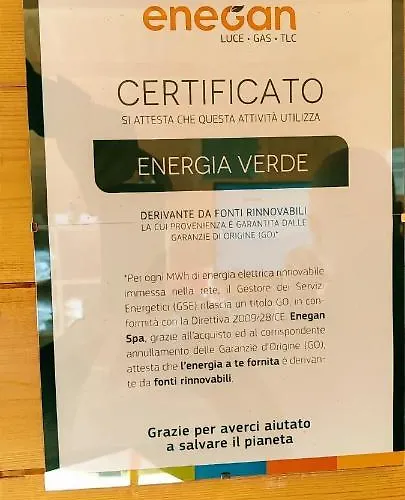 enegan
LUCE • GAS • TLC
CERTIFICATO
SI ATTESTA CHE QUESTA ATTIVITÀ UTILIZZA
ENERGIA VERDE
DERIVANTE DA FONTI RINNOVABILI
LA CUI PROVENIENZA È GARANTITA DALLE
GARANZIE DI ORIGINE (GO)*
*Per ogni MWh di energia elettrica rinnovabile
immessa nella rete, il Gestore dei Servizi
Energetici (GSE) rilascia un titolo GO, in con-
formità con la Direttiva 2009/28/CE. Enegan
Spa, grazie all'acquisto ed al corrispondente
annullamento delle Garanzie d'Origine (GO),
attesta che l'energia a te fornita è derivan-
te da fonti rinnovabili.
Grazie per averci aiutato
a salvare il pianeta